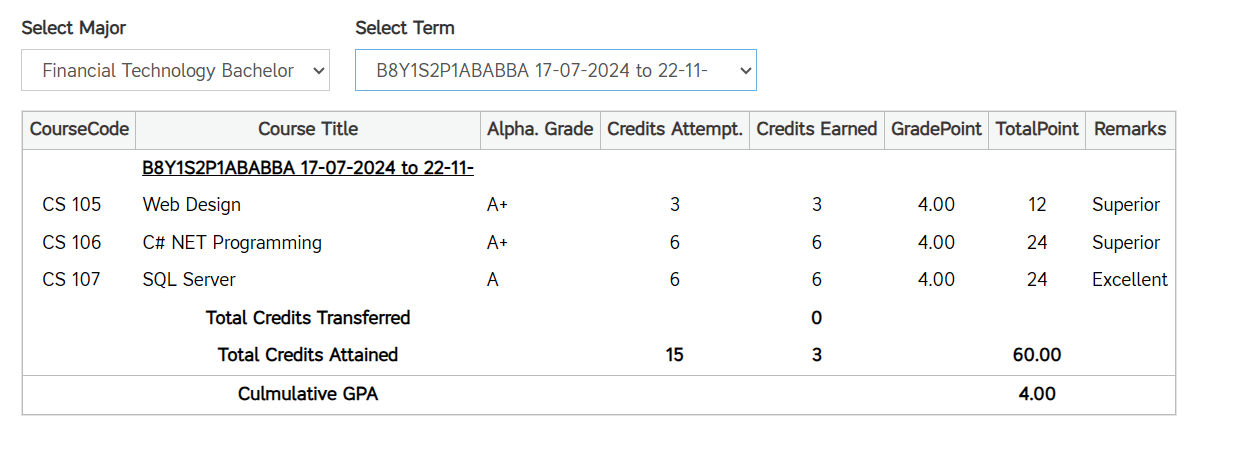 Select Major Select Term
Financial Technology Bachelor B8Y1S2P1ABABBA 17-07-2024 to 22-11-
CourseCode Course Title Alpha. Grade Credits Attempt. Credits Earned GradePoint TotalPoint Remarks
B8Y1S2P1ABABBA 17-07-2024 to 22-11-
CS 105 Web Design A+ 3 3 4.00 12 Superior
CS 106 C# NET Programming A+ 6 6 4.00 24 Superior
CS 107 SQL Server A 6 6 4.00 24 Excellent
Total Credits Transferred 0
Total Credits Attained 15 3 60.00
Culmulative GPA 4.00